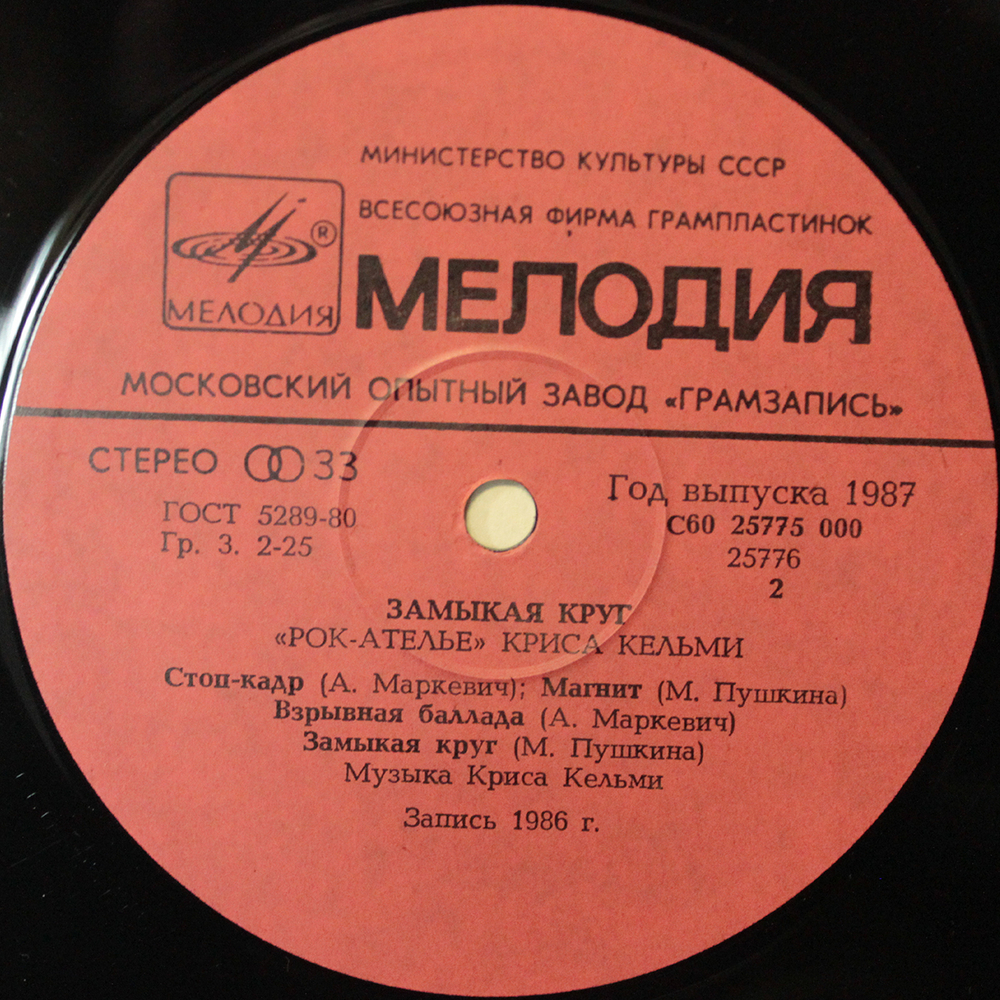 МИНИСТЕРСТВО КУЛЬТУРЫ СССР
ВСЕСОЮЗНАЯ ФИРМА ГРАМПЛАСТИНОК
®
МЕЛОДИЯ
МЕЛОДИЯ
МОСКОВСКИЙ ОПЫТНЫЙ ЗАВОД «ГРАМЗАПИСЬ»
СТЕРЕО 33
ГОСТ 5289-80
Гр. 3. 2-25
Год выпуска 1987
С60 25775 000
25776
2
ЗАМЫКАЯ КРУГ
«РОК-АТЕЛЬЕ» КРИСА КЕЛЬМИ
Стоп-кадр (А. Маркевич); Магнит (М. Пушкина)
Взрывная баллада (А. Маркевич)
Замыкая круг (М. Пушкина)
Музыка Криса Кельми
Запись 1986 г.